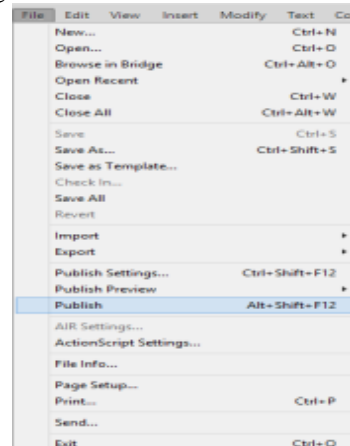 File Edit View Insert Modify Text Co
New... Ctrl+N
Open... Ctrl+O
Browse in Bridge Ctrl+Alt+O
Open Recent
Close Ctrl+W
Close All Ctrl+Alt+W
Save Ctrl+S
Save As... Ctrl+Shift+S
Save as Template...
Check In...
Save All
Revert
Import
Export
Publish Settings... Ctrl+Shift+F12
Publish Preview
Publish Alt+Shift+F12
AIR Settings...
ActionScript Settings...
File Info...
Page Setup...
Print... Ctrl+P
Send...
Exit Ctrl+Q